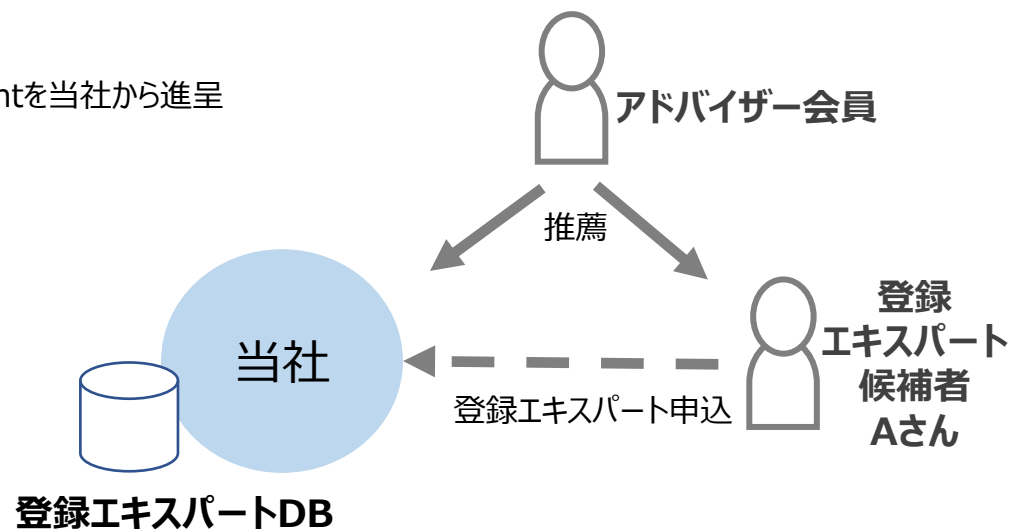 ntを当社から進呈
アドバイザー会員
推薦
登録
エキスパート
候補者
Aさん
当社
登録エキスパート申込
登録エキスパートDB